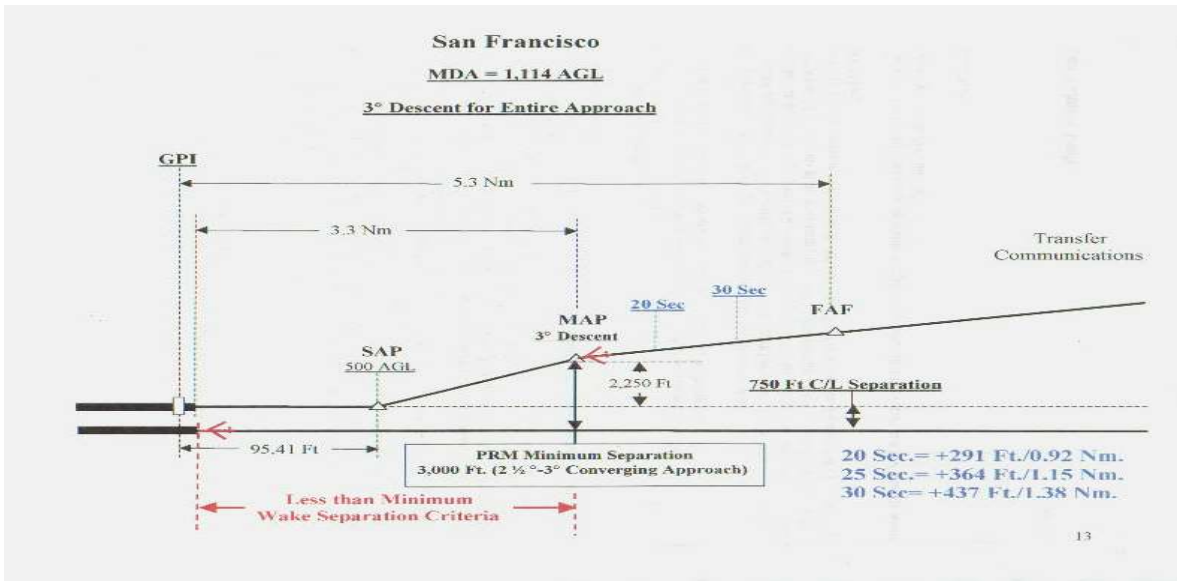 San Francisco
MDA = 1,114 AGL
3° Descent for Entire Approach
GPI
5.3 Nm
3.3 Nm
Transfer
Communications
20 Sec
30 Sec
FAF
MAP
3° Descent
SAP
500 AGL
2,250 Ft
750 Ft C/L Separation
95.41 Ft
PRM Minimum Separation
3,000 Ft. (2 ½ °-3° Converging Approach)
20 Sec.= +291 Ft./0.92 Nm.
25 Sec.= +364 Ft./1.15 Nm.
30 Sec= +437 Ft./1.38 Nm.
Less than Minimum
Wake Separation Criteria
13